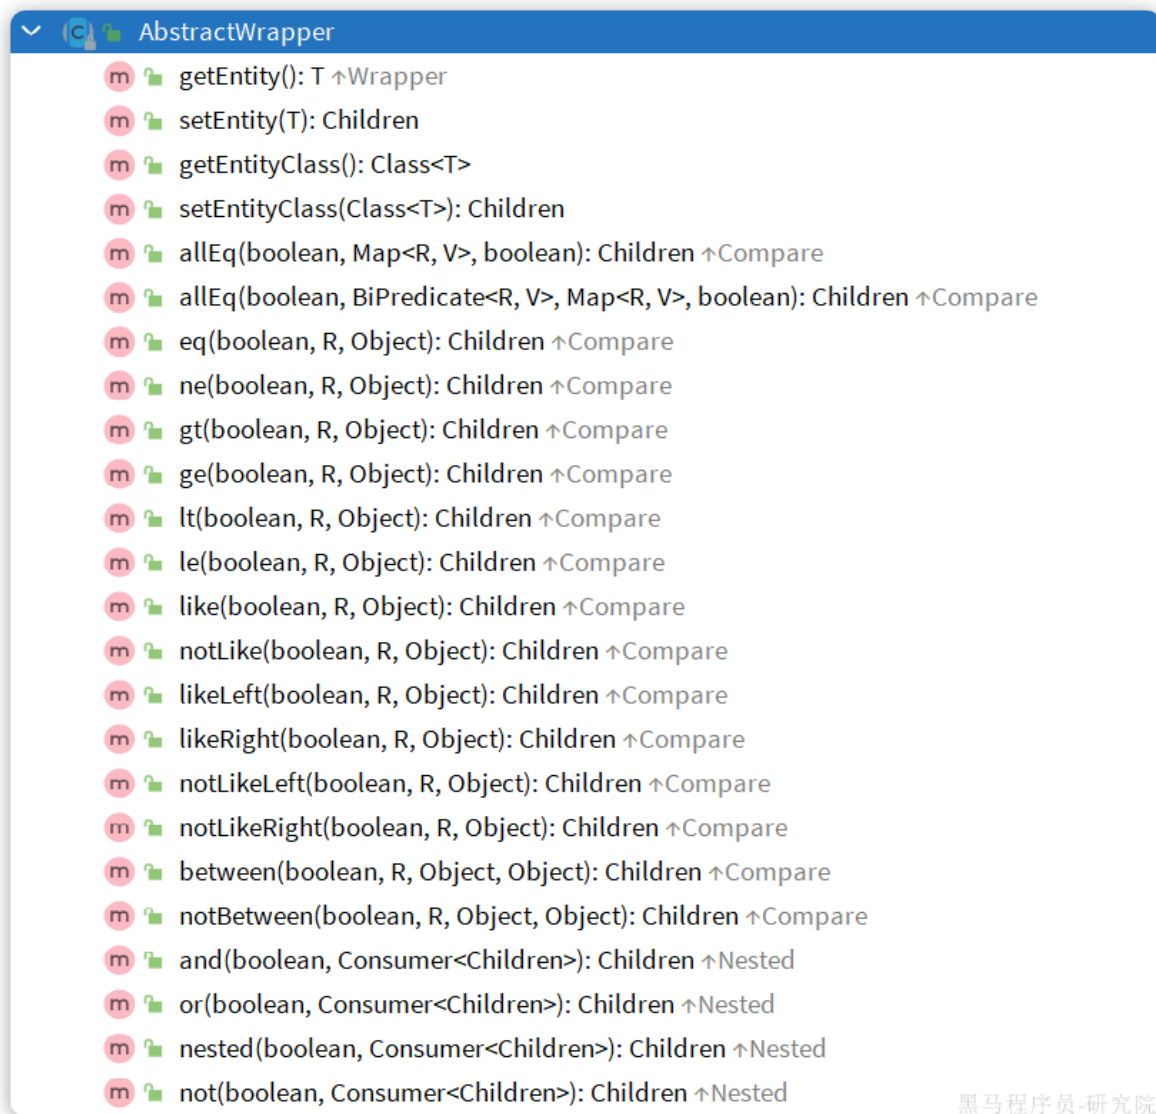 AbstractWrapper
getEntity(): T ↑Wrapper
setEntity(T): Children
getEntityClass(): Class<T>
setEntityClass(Class<T>): Children
allEq(boolean, Map<R, V>, boolean): Children ↑Compare
allEq(boolean, BiPredicate<R, V>, Map<R, V>, boolean): Children ↑Compare
eq(boolean, R, Object): Children ↑Compare
ne(boolean, R, Object): Children ↑Compare
gt(boolean, R, Object): Children ↑Compare
ge(boolean, R, Object): Children ↑Compare
lt(boolean, R, Object): Children ↑Compare
le(boolean, R, Object): Children ↑Compare
like(boolean, R, Object): Children ↑Compare
notLike(boolean, R, Object): Children ↑Compare
likeLeft(boolean, R, Object): Children ↑Compare
likeRight(boolean, R, Object): Children ↑Compare
notLikeLeft(boolean, R, Object): Children ↑Compare
notLikeRight(boolean, R, Object): Children ↑Compare
between(boolean, R, Object, Object): Children ↑Compare
notBetween(boolean, R, Object, Object): Children ↑Compare
and(boolean, Consumer<Children>): Children ↑Nested
or(boolean, Consumer<Children>): Children ↑Nested
nested(boolean, Consumer<Children>): Children ↑Nested
not(boolean, Consumer<Children>): Children ↑Nested
黑马程序员-研究院